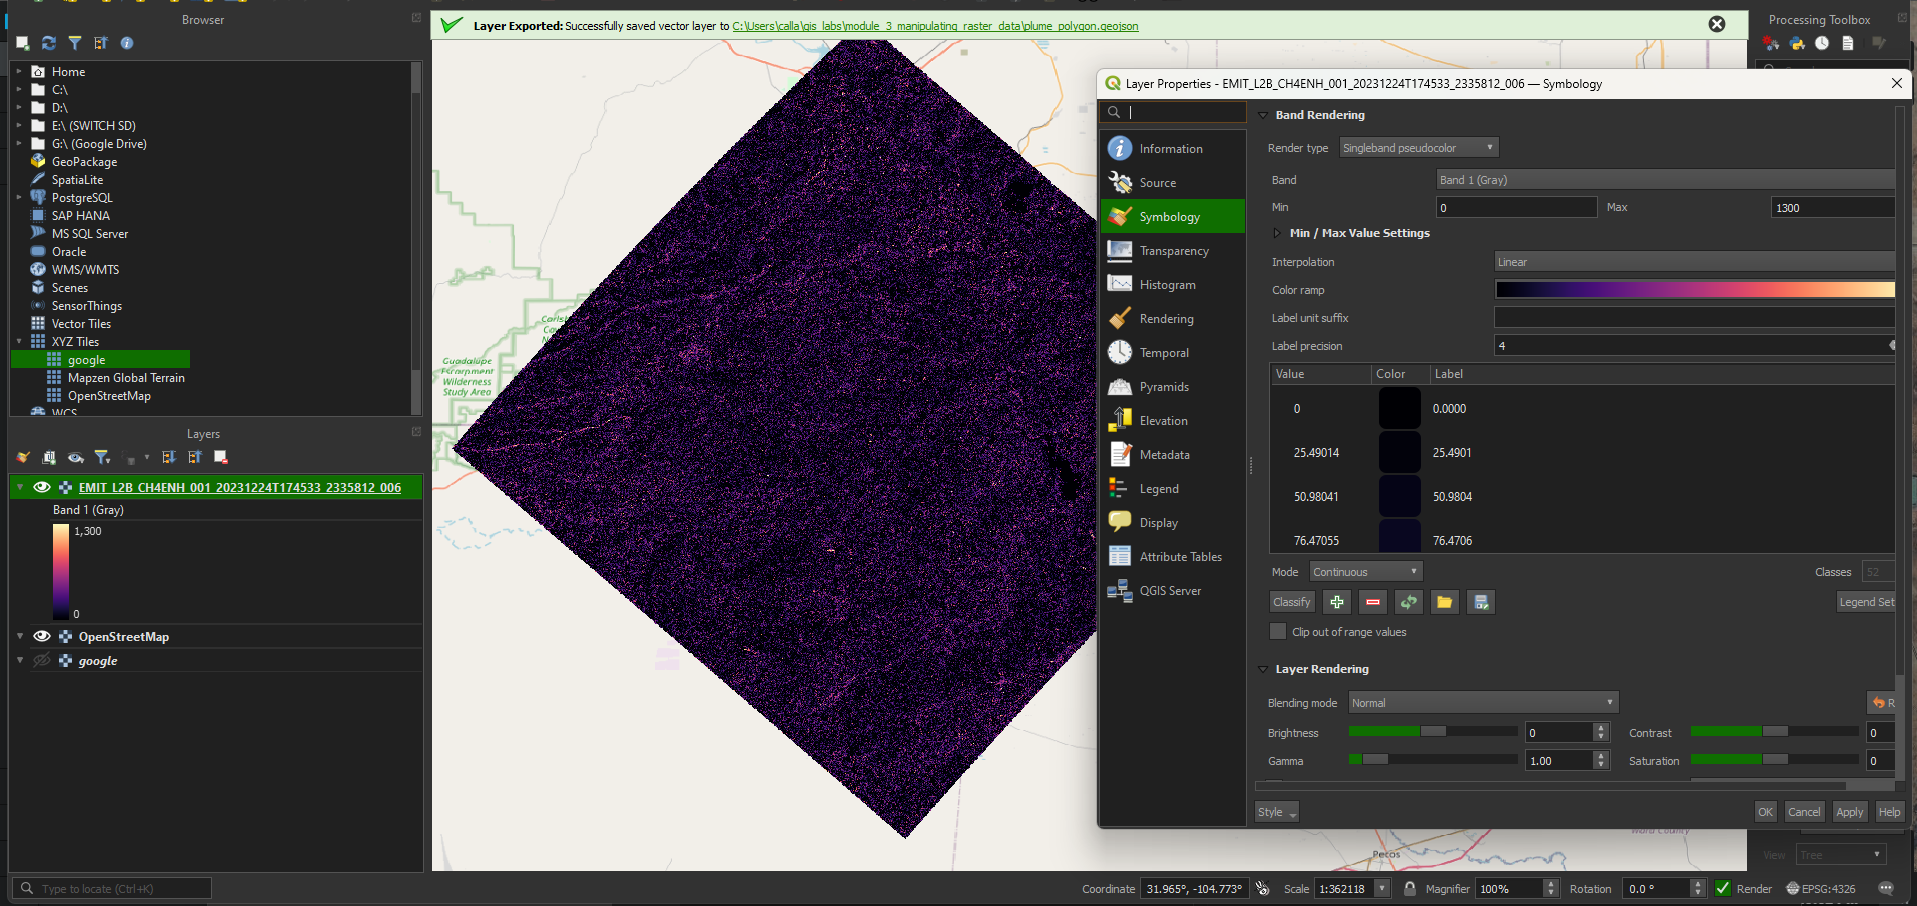 Browser
Layer Exported: Successfully saved vector layer to C:\Users\calla\gis_labs\module_3_manipulating_raster_data\plume_polygon.geojson
Processing Toolbox
Home
C:\
D:\
E:\ (SWITCH SD)
G:\ (Google Drive)
GeoPackage
SpatiaLite
PostgreSQL
SAP HANA
MS SQL Server
Oracle
WMS/WMTS
Scenes
SensorThings
Vector Tiles
XYZ Tiles
google
Mapzen Global Terrain
OpenStreetMap
WCS
Layers
EMIT_L2B_CH4ENH_001_20231224T174533_2335812_006
Band 1 (Gray)
1,300
0
OpenStreetMap
google
Type to locate (Ctrl+K)
Guadalupe
Escarpment
Wilderness
Study Area
Pecos
Layer Properties - EMIT_L2B_CH4ENH_001_20231224T174533_2335812_006 — Symbology
Information
Source
Symbology
Transparency
Histogram
Rendering
Temporal
Pyramids
Elevation
Metadata
Legend
Display
Attribute Tables
QGIS Server
Band Rendering
Render type Singleband pseudocolor
Band Band 1 (Gray)
Min 0 Max 1300
Min / Max Value Settings
Interpolation Linear
Color ramp
Label unit suffix
Label precision 4
Value Color Label
0 0.0000
25.49014 25.4901
50.98041 50.9804
76.47055 76.4706
Mode Continuous Classes 52
Classify Legend Set
Clip out of range values
Layer Rendering
Blending mode Normal R
Brightness 0 Contrast 0
Gamma 1.00 Saturation 0
Style OK Cancel Apply Help
View Tree
Coordinate 31.965°, -104.773° Scale 1:362118 Magnifier 100% Rotation 0.0 ° Render EPSG:4326